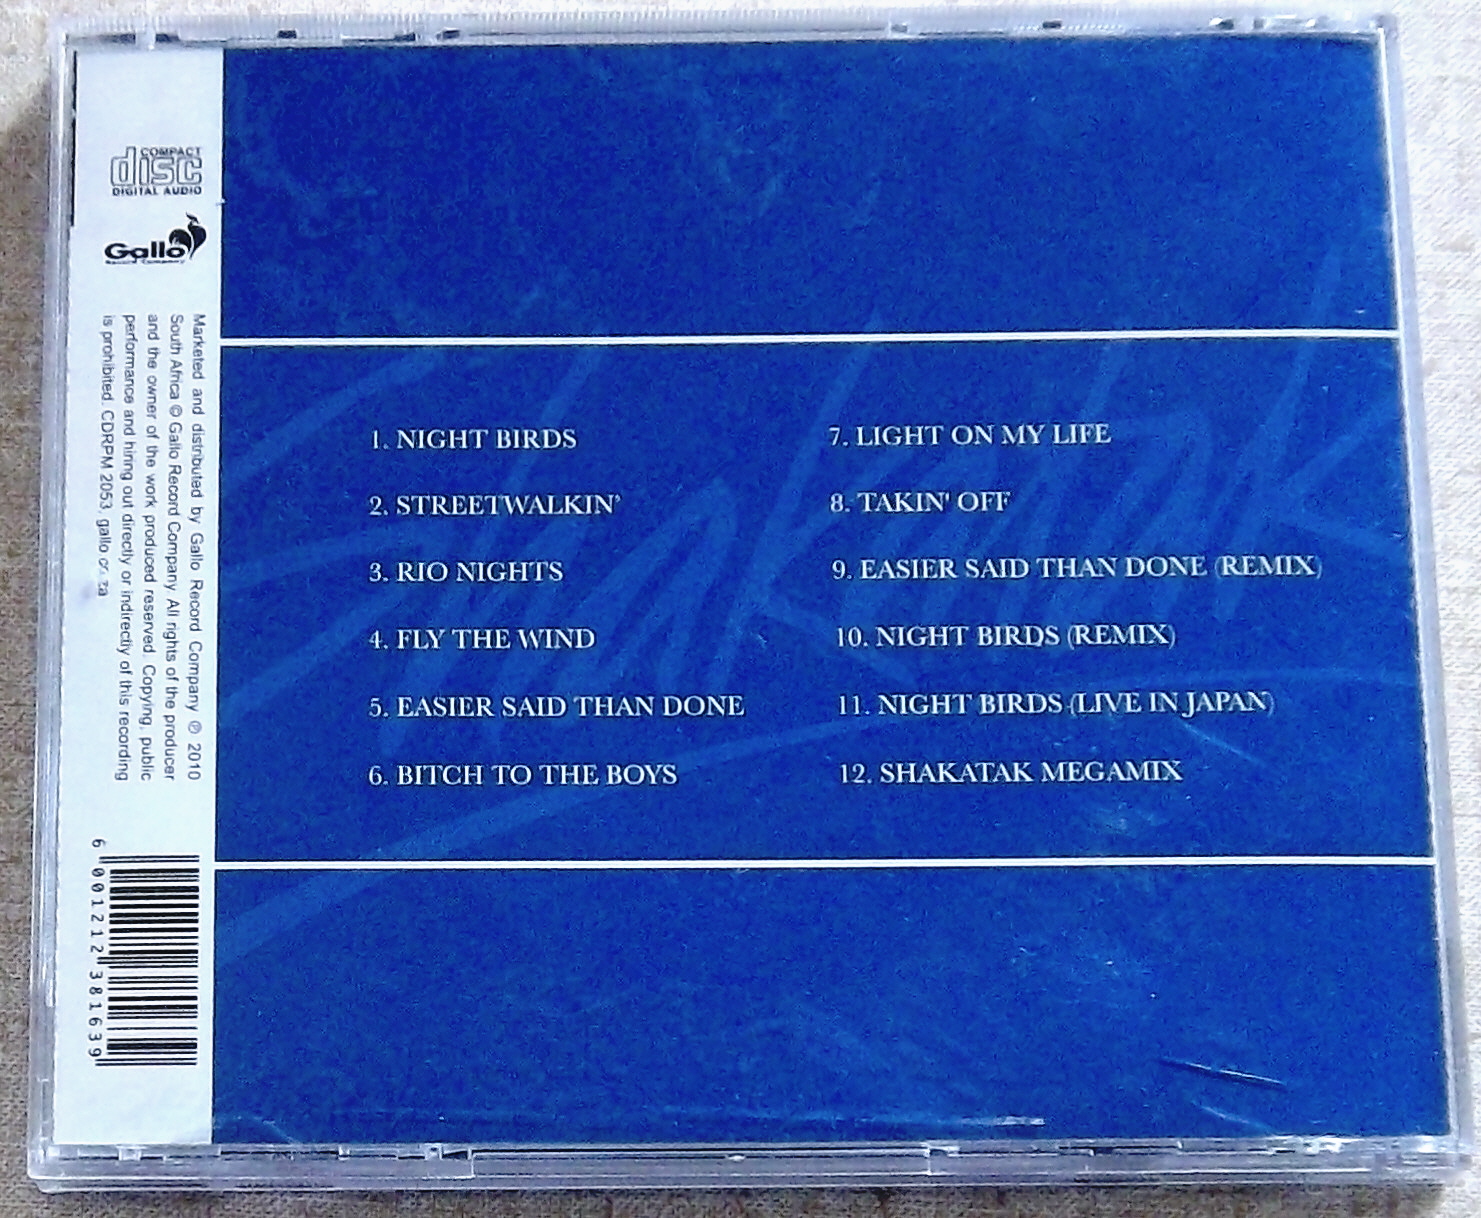 COMPACT
disc
DIGITAL AUDIO
Gallo
Record Company
Marketed and distributed by Gallo Record Company ℗ 2010
South Africa © Gallo Record Company. All rights of the producer
and the owner of the work produced reserved. Copying, public
performance and hiring out directly or indirectly of this recording
is prohibited. CDRPM 2053. gallo.co.za
6 001212 381639
1. NIGHT BIRDS
2. STREETWALKIN'
3. RIO NIGHTS
4. FLY THE WIND
5. EASIER SAID THAN DONE
6. BITCH TO THE BOYS
7. LIGHT ON MY LIFE
8. TAKIN' OFF
9. EASIER SAID THAN DONE (REMIX)
10. NIGHT BIRDS (REMIX)
11. NIGHT BIRDS (LIVE IN JAPAN)
12. SHAKATAK MEGAMIX
Shakatak